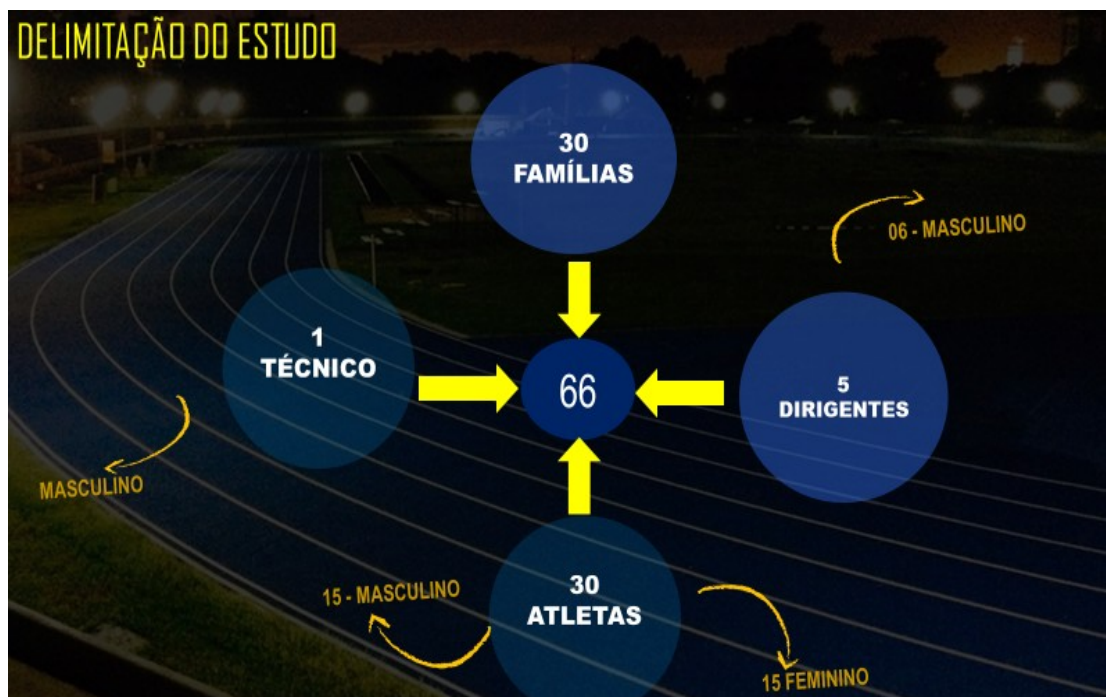 DELIMITAÇÃO DO ESTUDO
30
FAMÍLIAS
06 - MASCULINO
1
TÉCNICO
66
5
DIRIGENTES
MASCULINO
15 - MASCULINO
30
ATLETAS
15 FEMININO